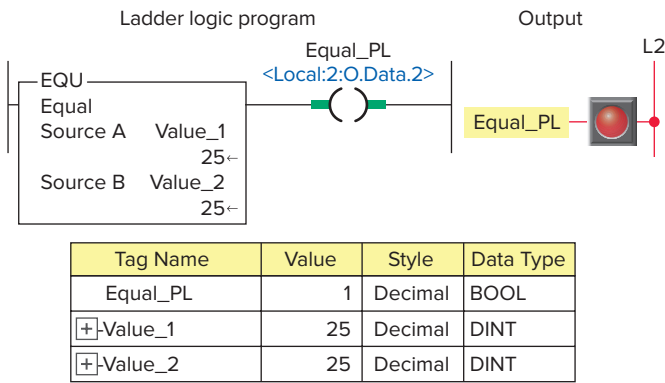 Ladder logic program
Output
Equal_PL
<Local:2:O.Data.2>
L2
EQU
Equal
Source A Value_1
25←
Source B Value_2
25←
Equal_PL
Tag Name Value Style Data Type
Equal_PL 1 Decimal BOOL
+-Value_1 25 Decimal DINT
+-Value_2 25 Decimal DINT